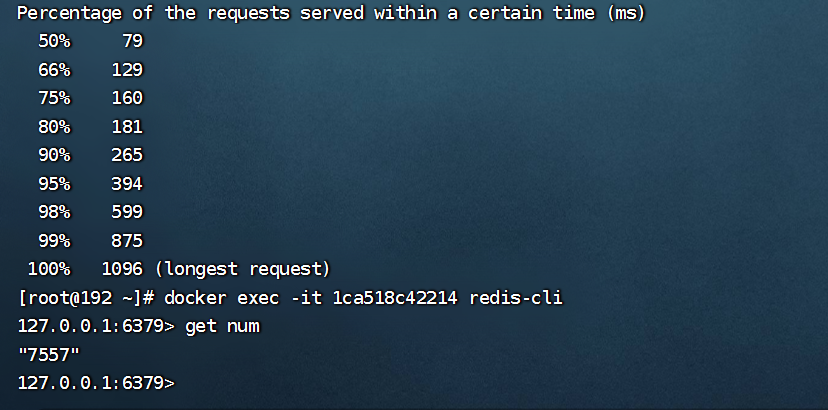 Percentage of the requests served within a certain time (ms)
50% 79
66% 129
75% 160
80% 181
90% 265
95% 394
98% 599
99% 875
100% 1096 (longest request)
[root@192 ~]# docker exec -it 1ca518c42214 redis-cli
127.0.0.1:6379> get num
"7557"
127.0.0.1:6379>